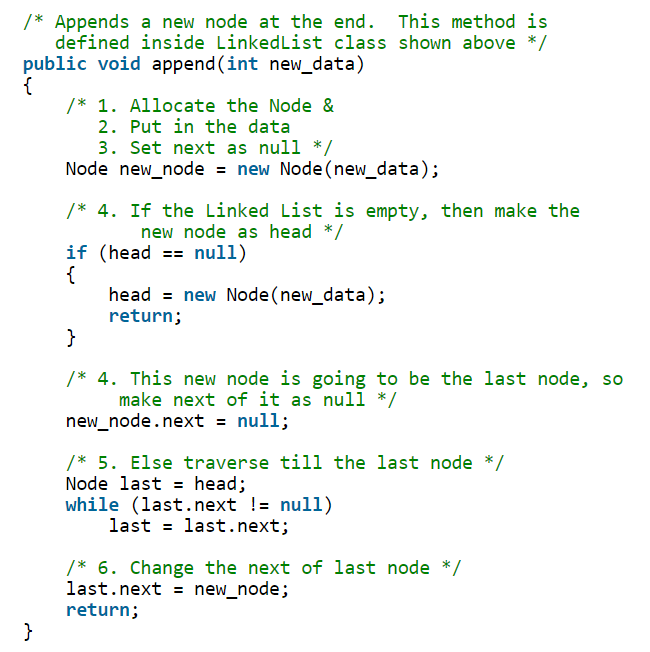 /* Appends a new node at the end.  This method is
   defined inside LinkedList class shown above */
public void append(int new_data)
{
    /* 1. Allocate the Node &
       2. Put in the data
       3. Set next as null */
    Node new_node = new Node(new_data);

    /* 4. If the Linked List is empty, then make the
           new node as head */
    if (head == null)
    {
        head = new Node(new_data);
        return;
    }

    /* 4. This new node is going to be the last node, so
         make next of it as null */
    new_node.next = null;

    /* 5. Else traverse till the last node */
    Node last = head;
    while (last.next != null)
        last = last.next;

    /* 6. Change the next of last node */
    last.next = new_node;
    return;
}